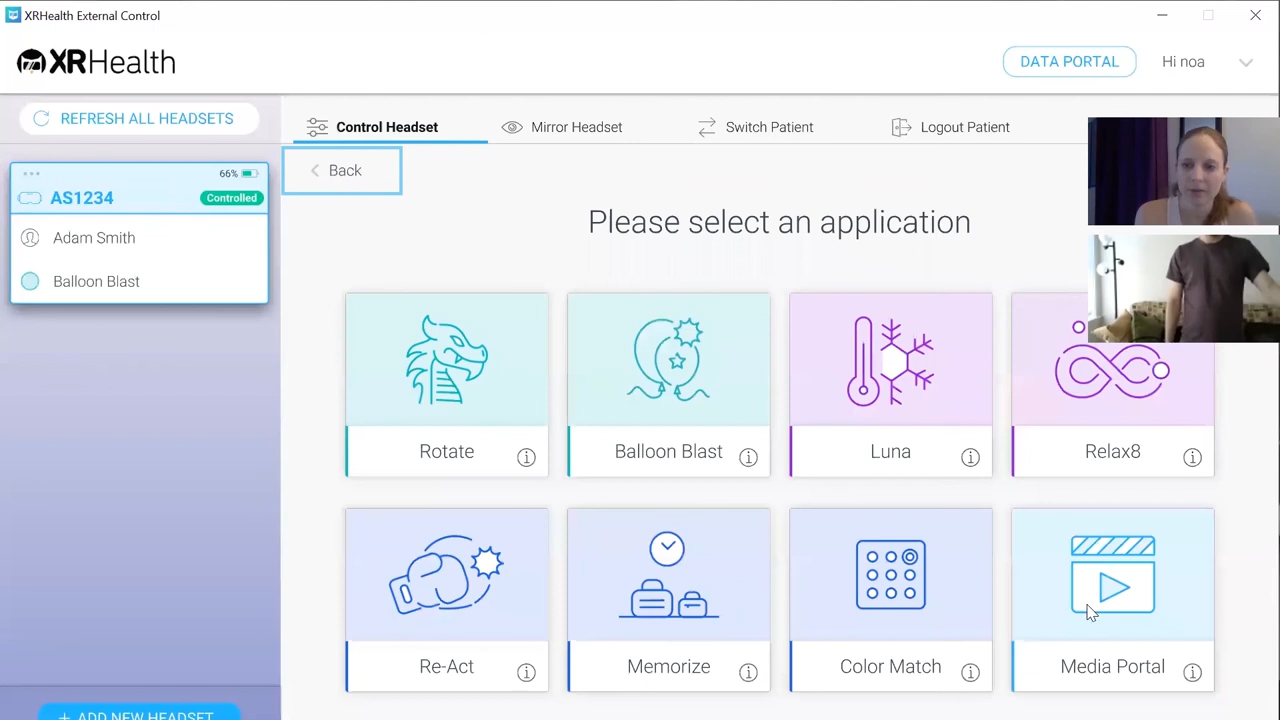 XRHealth External Control
XRHealth
DATA PORTAL
Hi noa
REFRESH ALL HEADSETS
Control Headset
Mirror Headset
Switch Patient
Logout Patient
66%
AS1234
Controlled
Adam Smith
Balloon Blast
Back
Please select an application
Rotate
Balloon Blast
Luna
Relax8
Re-Act
Memorize
Color Match
Media Portal
+ ADD NEW HEADSET